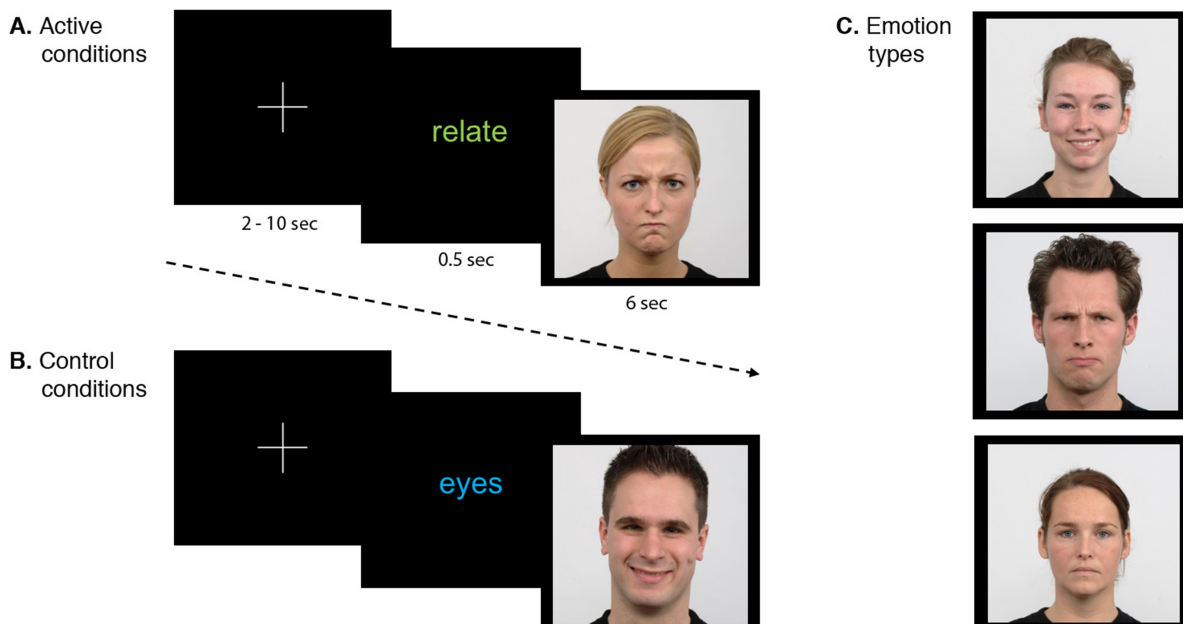 A. Active
conditions
relate
2 - 10 sec
0.5 sec
6 sec
B. Control
conditions
eyes
C. Emotion
types